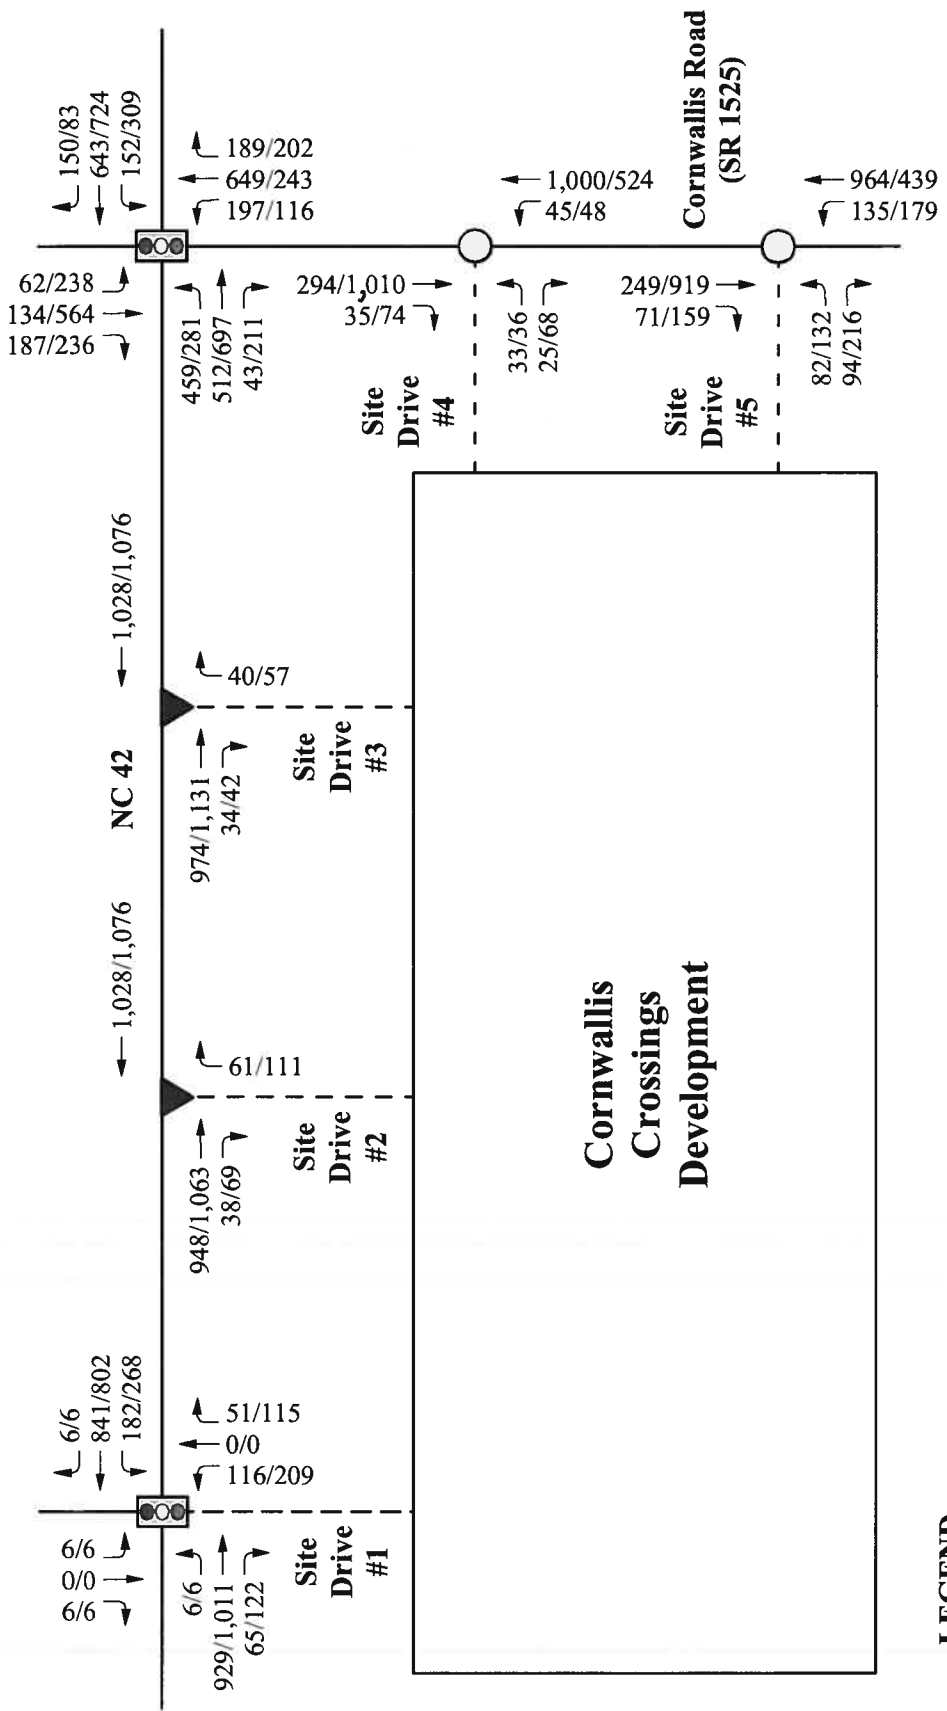 150/83
643/724
152/309
189/202
649/243
197/116
62/238
134/564
187/236
459/281
512/697
43/211
Cornwallis Road
(SR 1525)
1,000/524
45/48
294/1,010
35/74
33/36
25/68
Site
Drive
#4
964/439
135/179
249/919
71/159
82/132
94/216
Site
Drive
#5
1,028/1,076
NC 42
40/57
974/1,131
34/42
Site
Drive
#3
1,028/1,076
61/111
948/1,063
38/69
Site
Drive
#2
6/6
841/802
182/268
51/115
0/0
116/209
6/6
0/0
6/6
6/6
929/1,011
65/122
Site
Drive
#1
Cornwallis
Crossings
Development
LEGEND